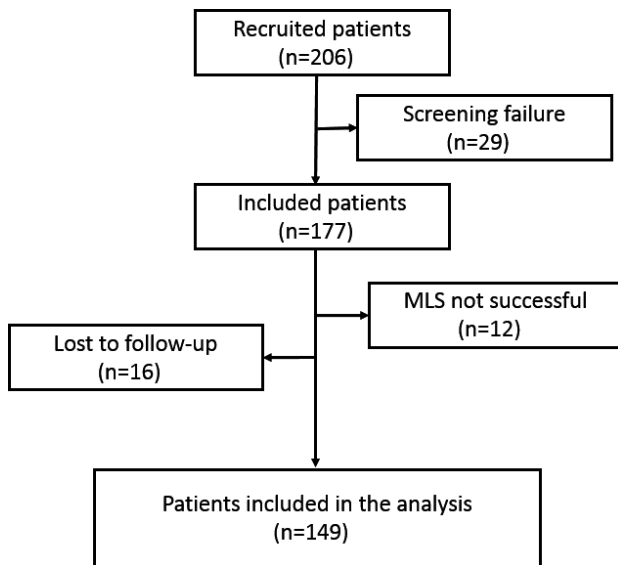 Recruited patients
(n=206)
Screening failure
(n=29)
Included patients
(n=177)
MLS not successful
(n=12)
Lost to follow-up
(n=16)
Patients included in the analysis
(n=149)